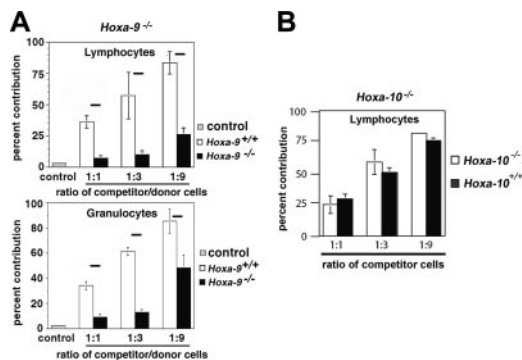 A
Hoxa-9 -/-
Lymphocytes
percent contribution
100
75
50
25
0
control 1:1 1:3 1:9
ratio of competitor/donor cells
control
Hoxa-9+/+
Hoxa-9-/-
Granulocytes
percent contribution
100
80
60
40
20
0
control 1:1 1:3 1:9
ratio of competitor/donor cells
control
Hoxa-9+/+
Hoxa-9-/-
B
Hoxa-10-/-
Lymphocytes
percent contribution
100
75
50
25
0
1:1 1:3 1:9
ratio of competitor cells
Hoxa-10-/-
Hoxa-10+/+